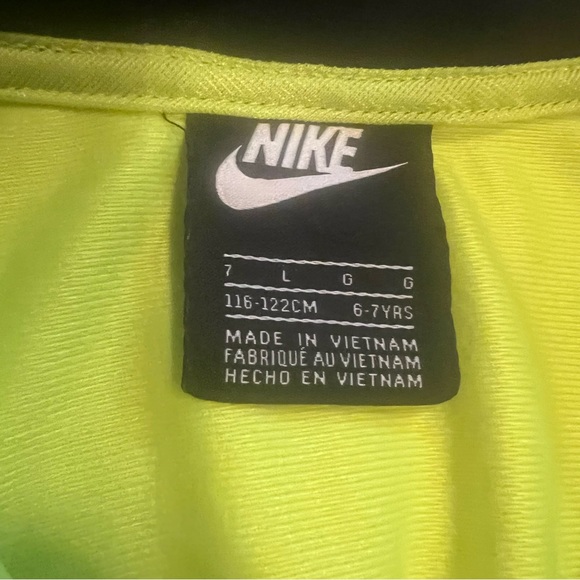 NIKE
7 L G G
116-122CM 6-7YRS
MADE IN VIETNAM
FABRIQUÉ AU VIETNAM
HECHO EN VIETNAM